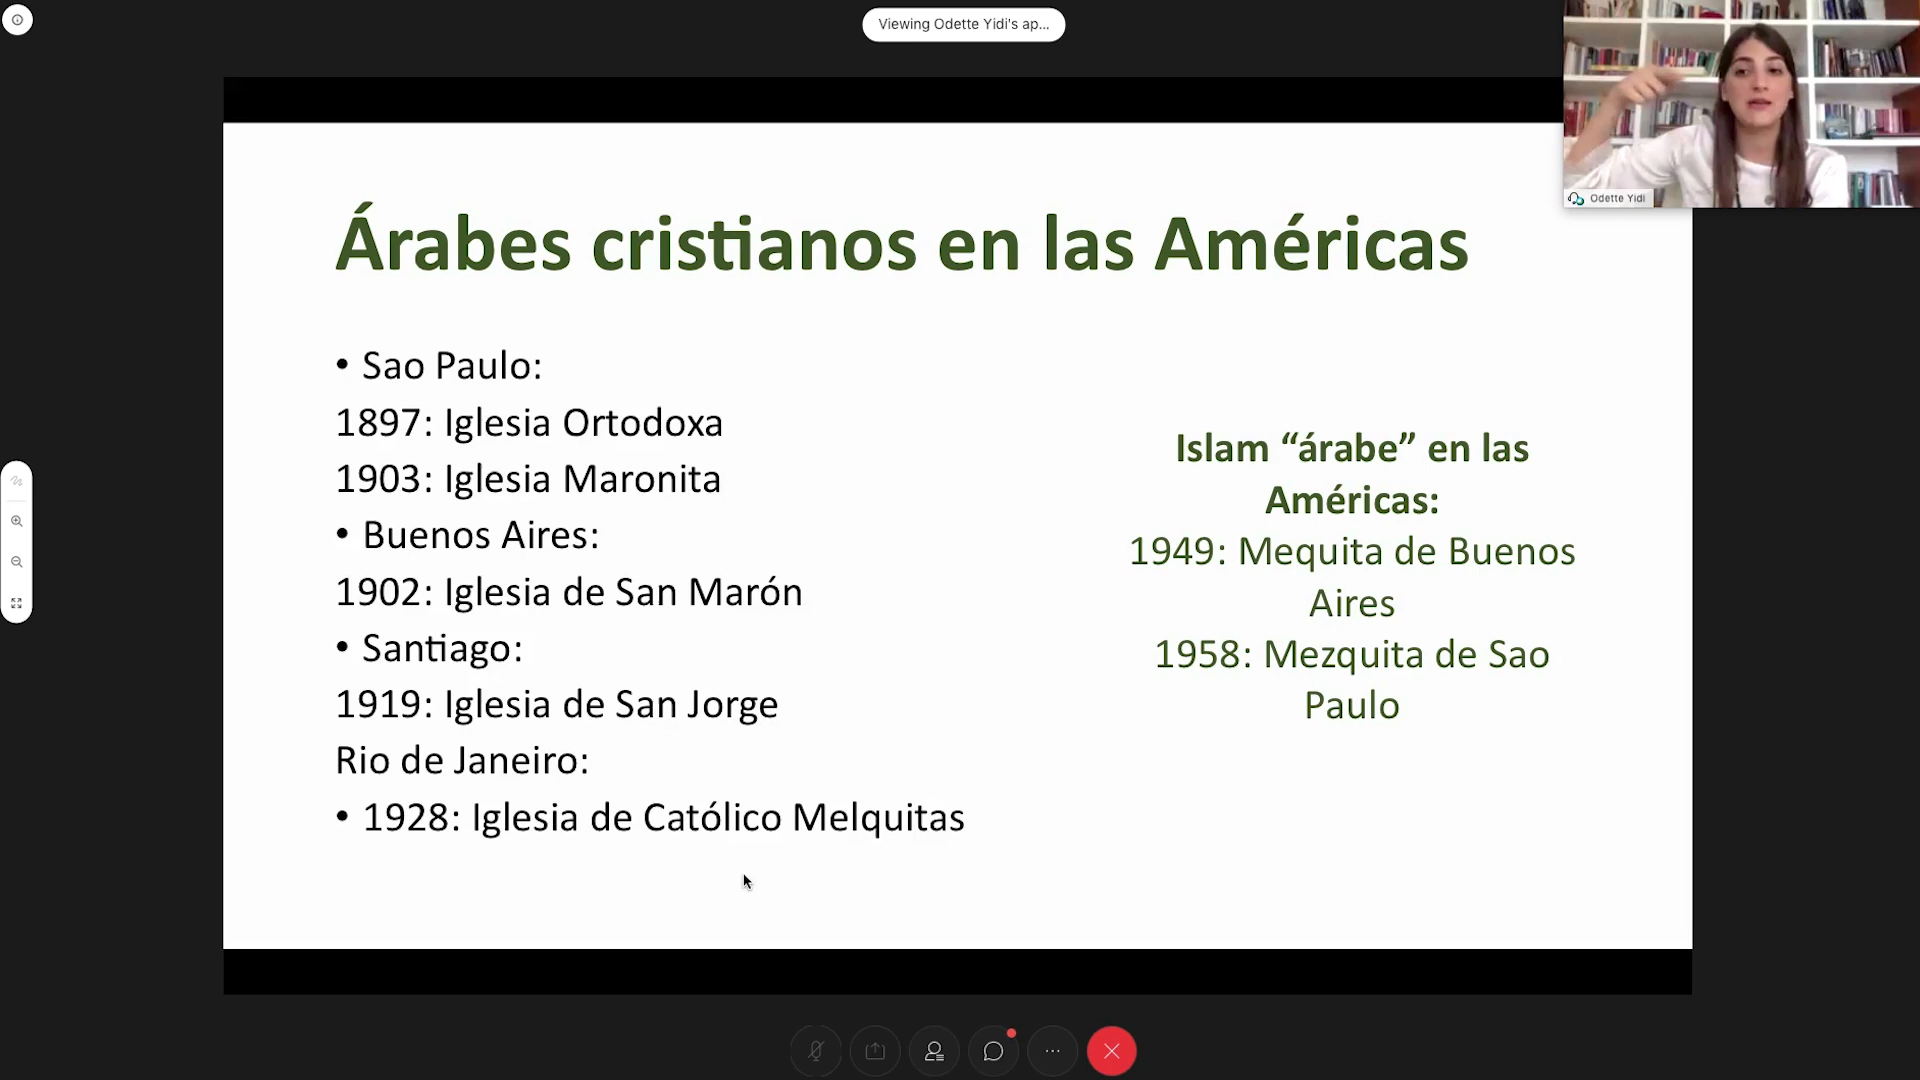 Viewing Odette Yidi's ap...
Odette Yidi
Árabes cristianos en las Américas
• Sao Paulo:
1897: Iglesia Ortodoxa
1903: Iglesia Maronita
• Buenos Aires:
1902: Iglesia de San Marón
• Santiago:
1919: Iglesia de San Jorge
Rio de Janeiro:
• 1928: Iglesia de Católico Melquitas
Islam “árabe” en las
Américas:
1949: Mequita de Buenos
Aires
1958: Mezquita de Sao
Paulo